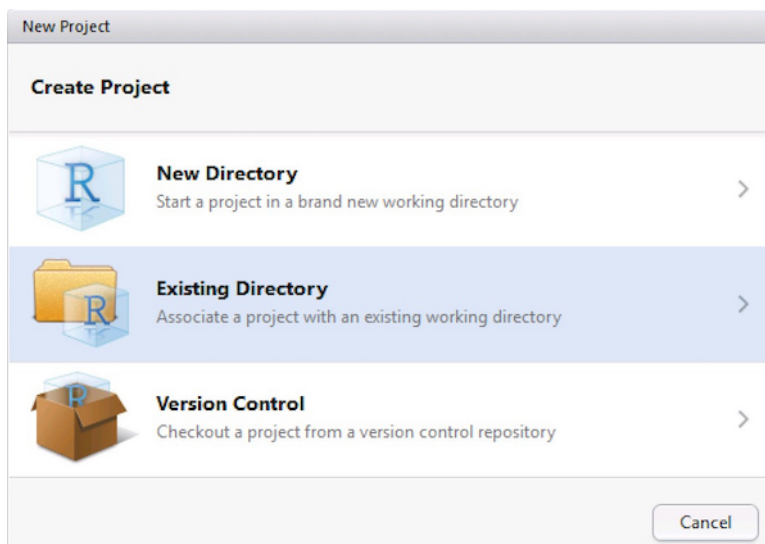 New Project
Create Project
R
New Directory
Start a project in a brand new working directory
R
Existing Directory
Associate a project with an existing working directory
R
Version Control
Checkout a project from a version control repository
Cancel